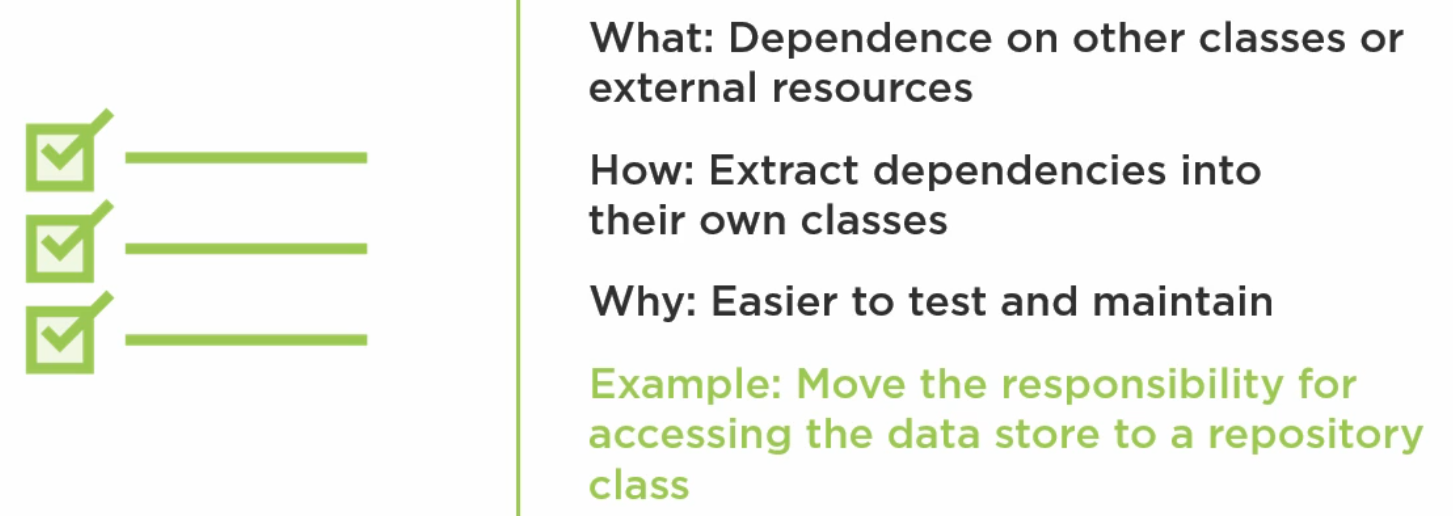 What: Dependence on other classes or
external resources
How: Extract dependencies into
their own classes
Why: Easier to test and maintain
Example: Move the responsibility for
accessing the data store to a repository
class